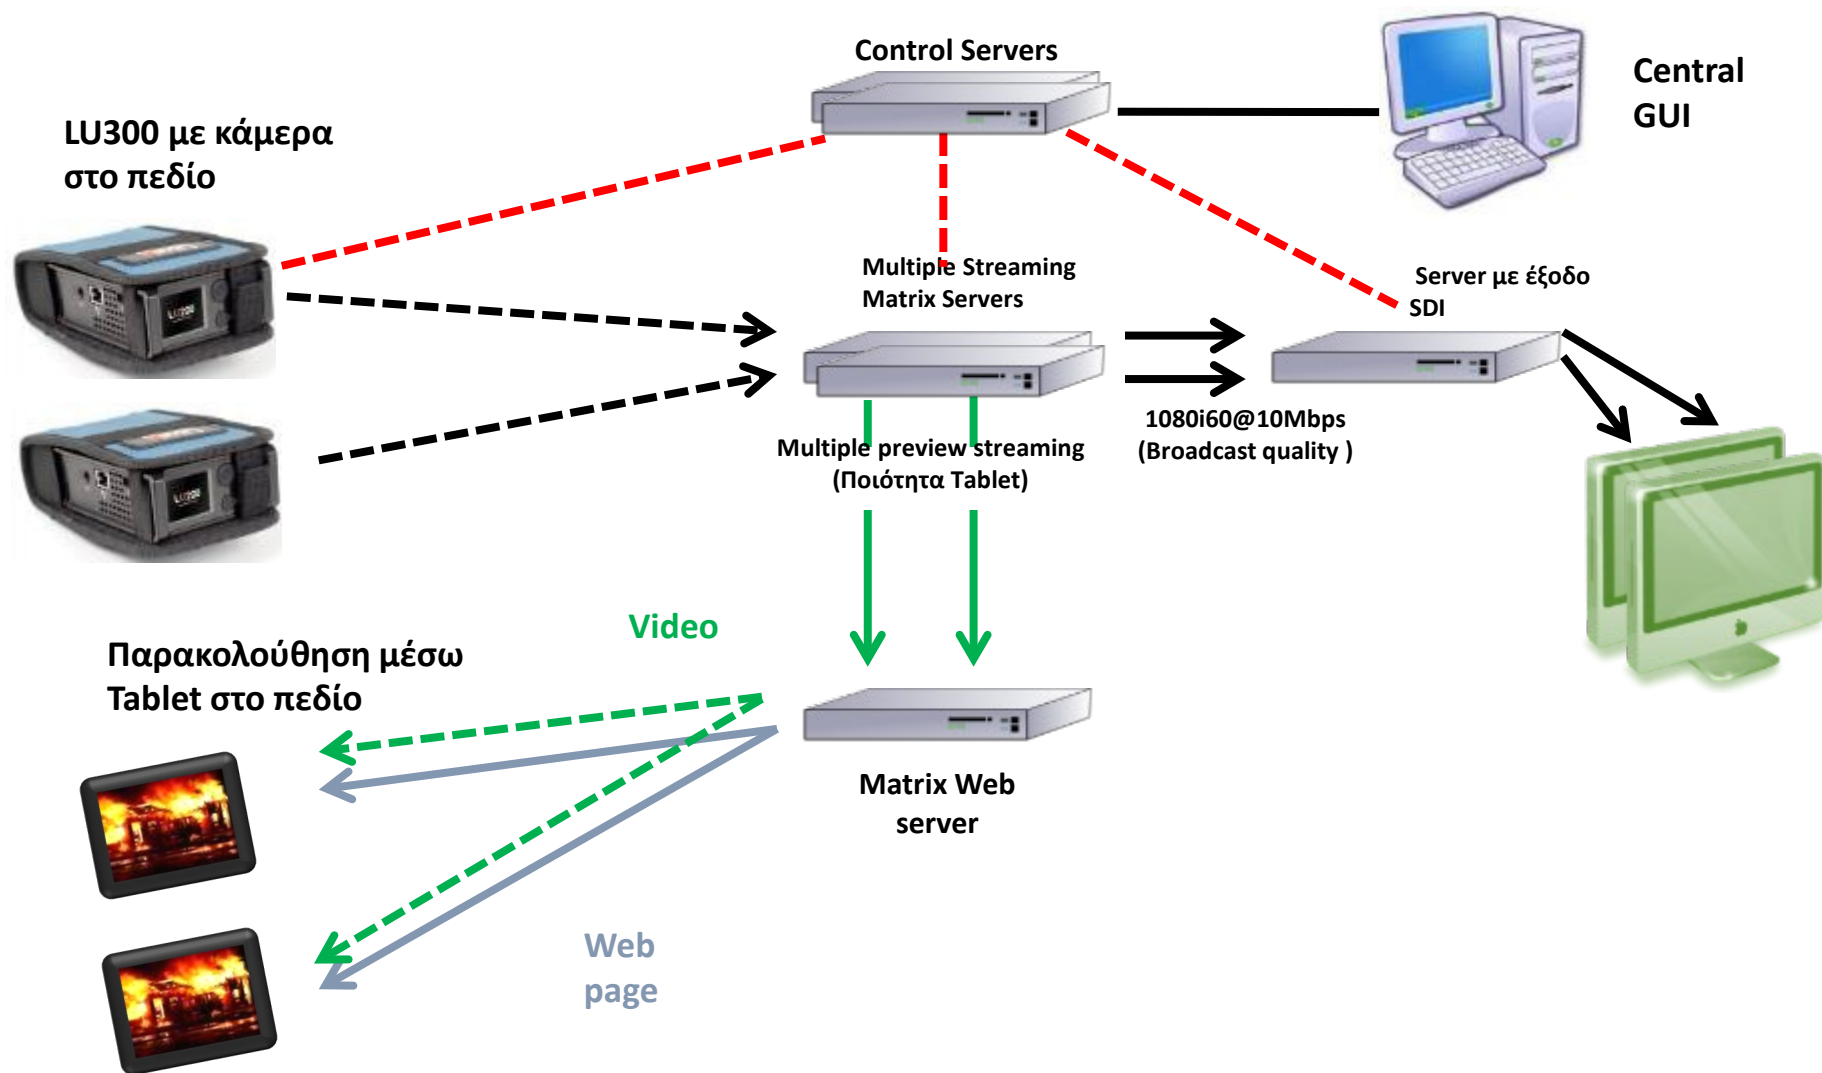 Control Servers
Central
GUI
LU300 με κάμερα
στο πεδίο
Multiple Streaming
Matrix Servers
Server με έξοδο
SDI
1080i60@10Mbps
(Broadcast quality )
Multiple preview streaming
(Ποιότητα Tablet)
Video
Παρακολούθηση μέσω
Tablet στο πεδίο
Matrix Web
server
Web
page